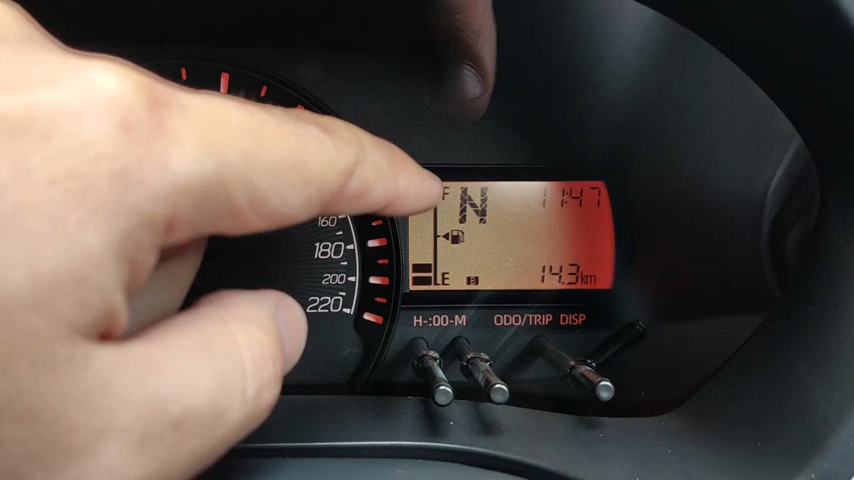 F N 11:47
160
180
200
220
E B 14.3km
H-:00-M ODO/TRIP DISP